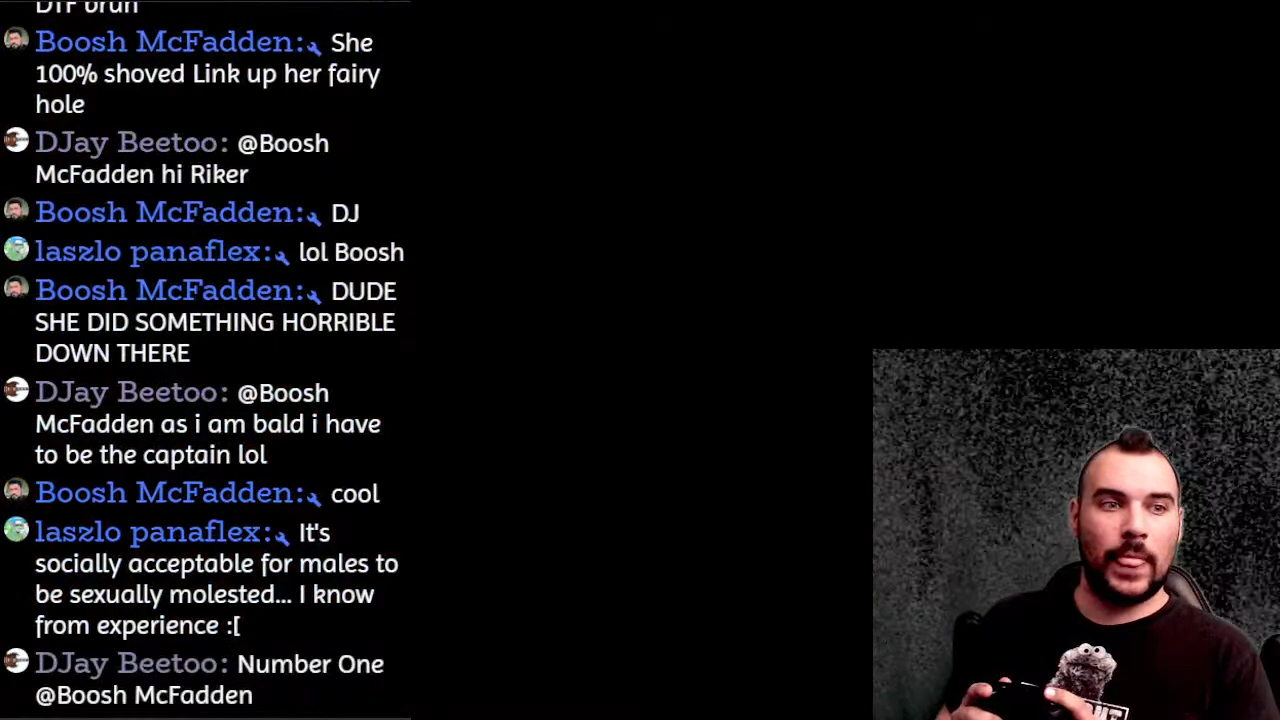 DTF bruh
Boosh McFadden: She
100% shoved Link up her fairy
hole
DJay Beetoo: @Boosh
McFadden hi Riker
Boosh McFadden: DJ
laszlo panaflex: lol Boosh
Boosh McFadden: DUDE
SHE DID SOMETHING HORRIBLE
DOWN THERE
DJay Beetoo: @Boosh
McFadden as i am bald i have
to be the captain lol
Boosh McFadden: cool
laszlo panaflex: It's
socially acceptable for males to
be sexually molested... I know
from experience :[
DJay Beetoo: Number One
@Boosh McFadden